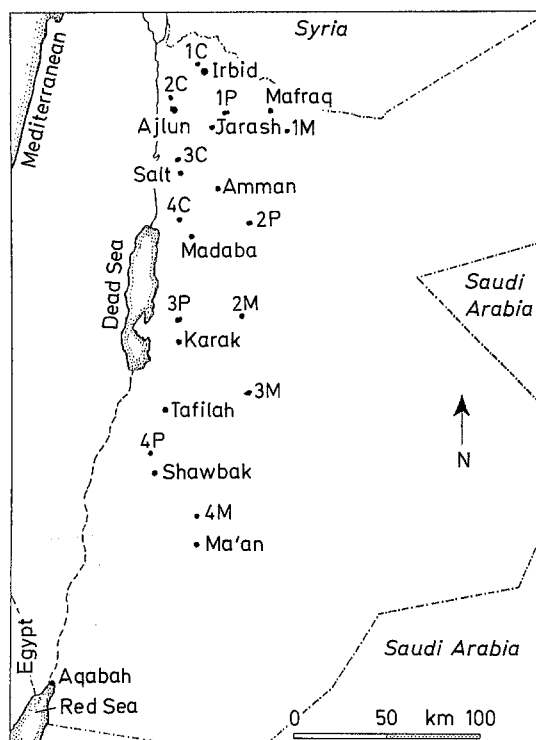 Syria
Mediterranean
1C
Irbid
2C
1P
Mafraq
Ajlun
Jarash
1M
3C
Salt
Amman
4C
2P
Madaba
Dead Sea
Saudi
Arabia
3P
2M
Karak
3M
Tafilah
N
4P
Shawbak
4M
Ma'an
Egypt
Saudi Arabia
Aqabah
Red Sea
0 50 km 100